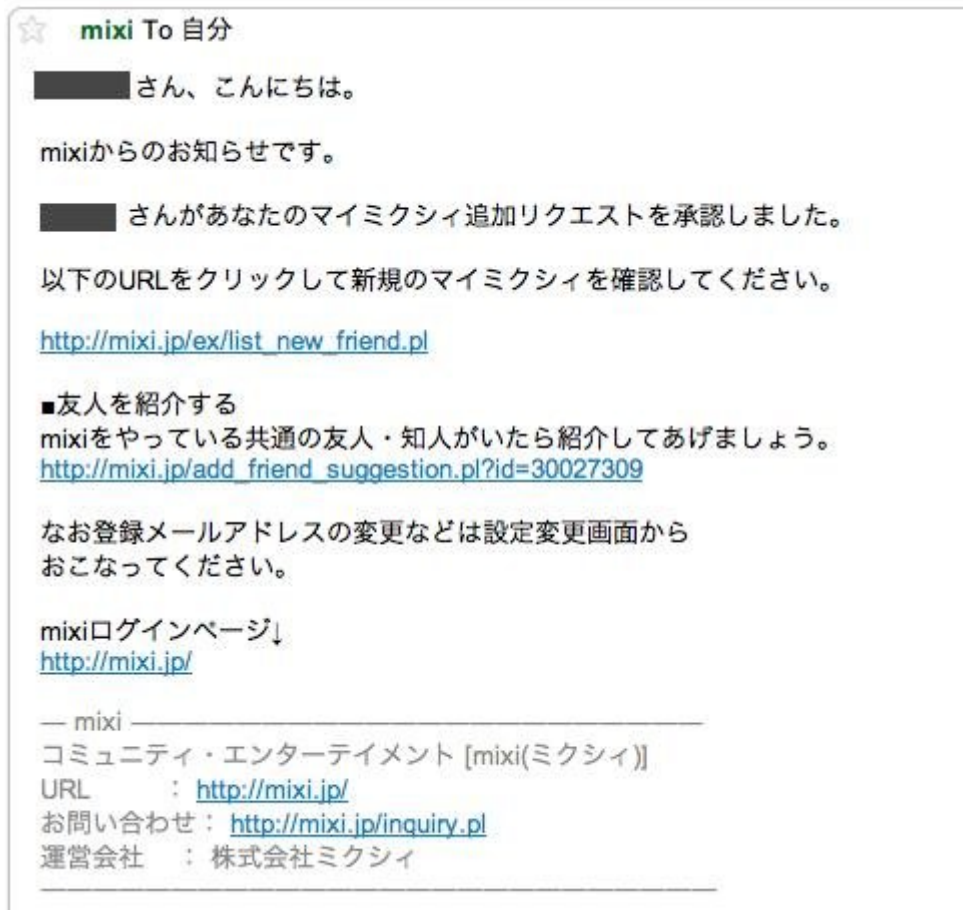 mixi To 自分
さん、こんにちは。
mixiからのお知らせです。
さんがあなたのマイミクシィ追加リクエストを承認しました。
以下のURLをクリックして新規のマイミクシィを確認してください。
http://mixi.jp/ex/list_new_friend.pl
■友人を紹介する
mixiをやっている共通の友人・知人がいたら紹介してあげましょう。
http://mixi.jp/add_friend_suggestion.pl?id=30027309
なお登録メールアドレスの変更などは設定変更画面から
おこなってください。
mixiログインページ↓
http://mixi.jp/
― mixi ――――――――――――――――――――――
コミュニティ・エンターテイメント [mixi(ミクシィ)]
URL ： http://mixi.jp/
お問い合わせ： http://mixi.jp/inquiry.pl
運営会社 ： 株式会社ミクシィ
――――――――――――――――――――――――――